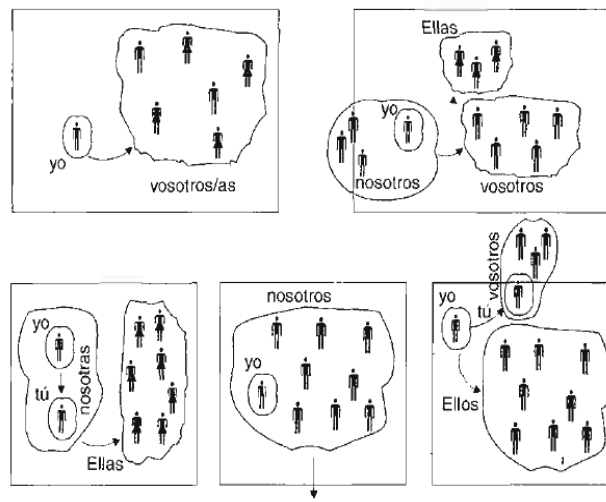 yo
vosotros/as
Ellas
yo
nosotros
vosotros
yo
tú
nosotras
Ellas
nosotros
yo
yo
tú
vosotros
Ellos